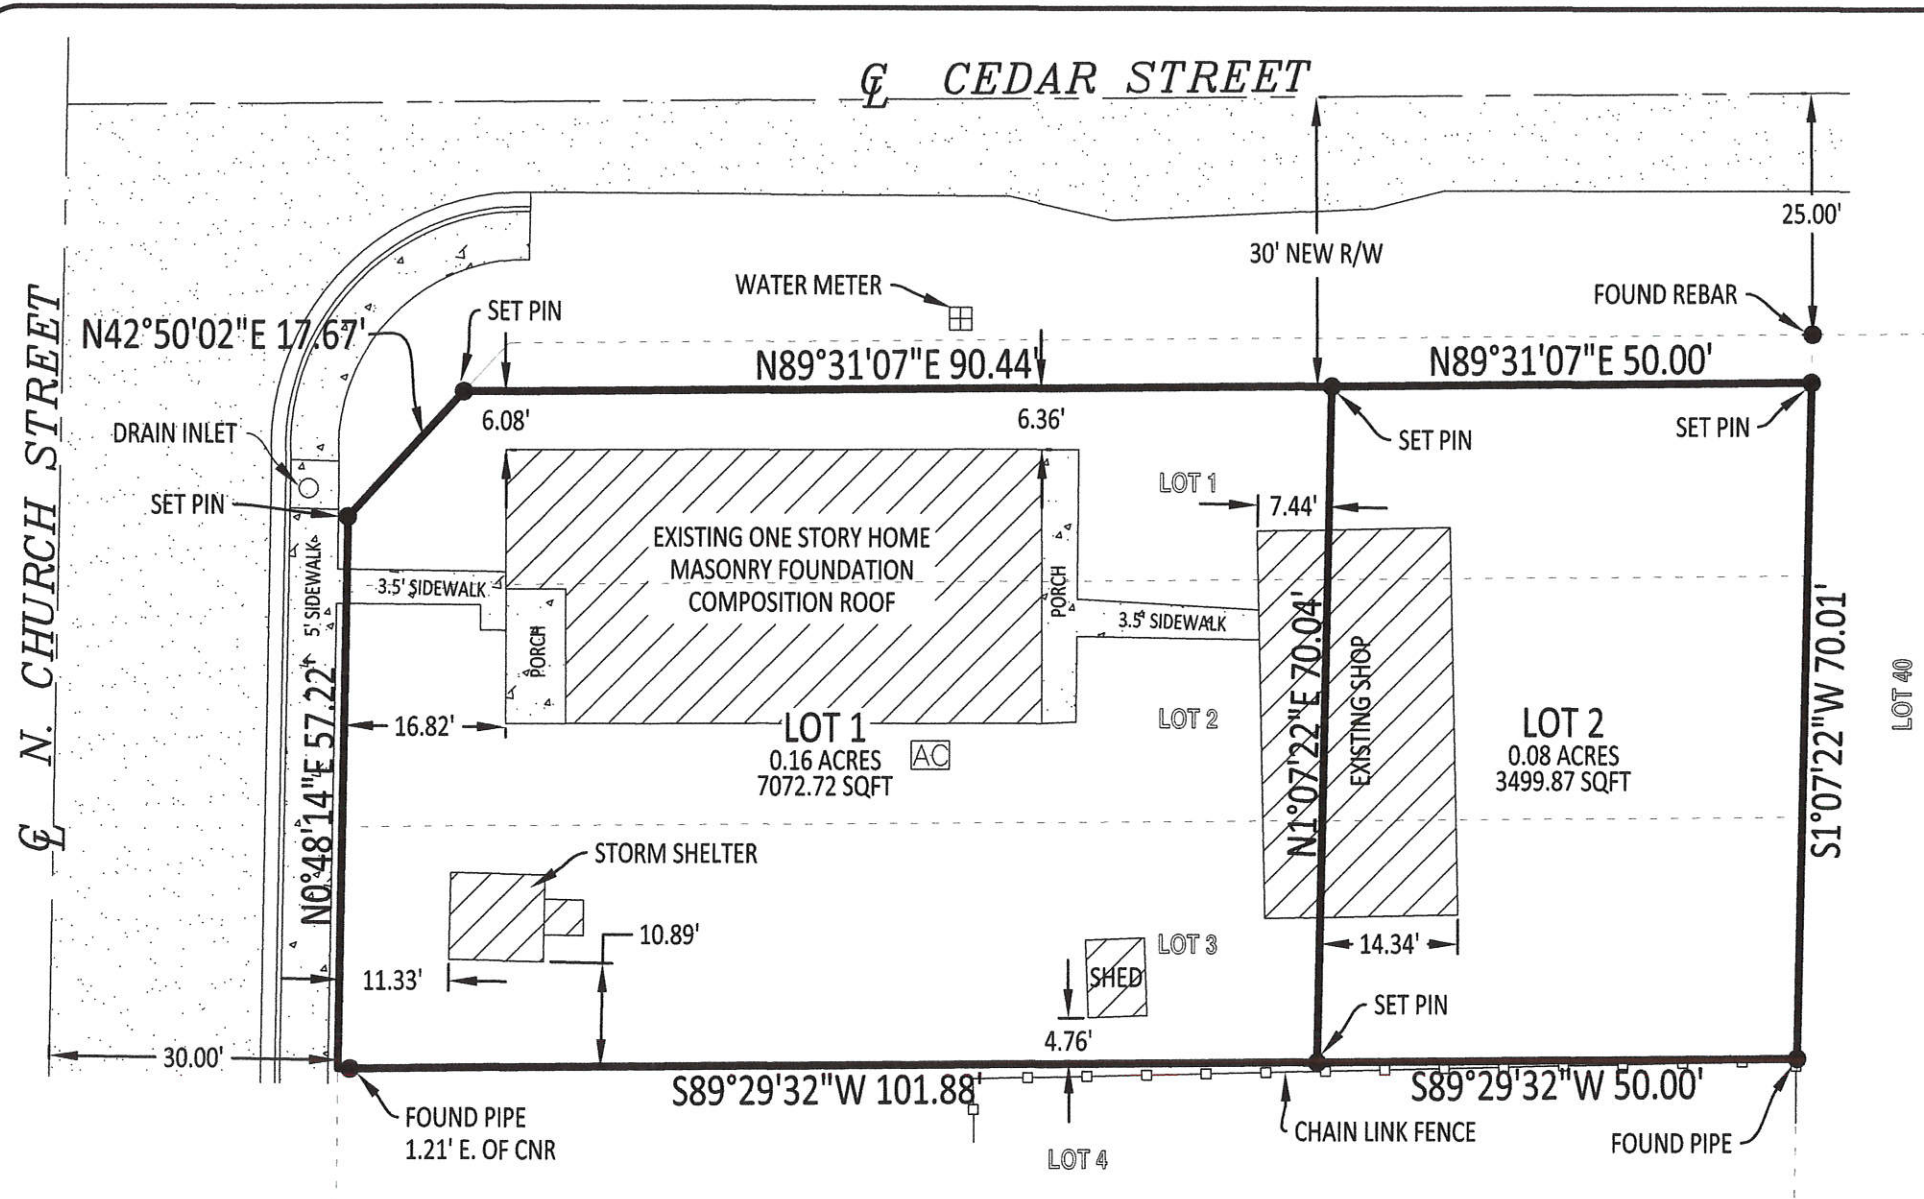 ℄ CEDAR STREET
25.00'
30' NEW R/W
WATER METER
FOUND REBAR
SET PIN
N42°50'02"E 17.67'
N89°31'07"E 90.44'
N89°31'07"E 50.00'
6.08'
6.36'
DRAIN INLET
SET PIN
SET PIN
SET PIN
LOT 1
7.44'
EXISTING ONE STORY HOME
MASONRY FOUNDATION
COMPOSITION ROOF
℄ N. CHURCH STREET
5' SIDEWALK
3.5' SIDEWALK
PORCH
PORCH
3.5' SIDEWALK
N1°07'22"E 70.04'
EXISTING SHOP
S1°07'22"W 70.01'
LOT 40
16.82'
LOT 1
0.16 ACRES
7072.72 SQFT
AC
LOT 2
LOT 2
0.08 ACRES
3499.87 SQFT
N0°48'14"E 57.22'
STORM SHELTER
10.89'
11.33'
LOT 3
SHED
14.34'
SET PIN
4.76'
30.00'
S89°29'32"W 101.88'
S89°29'32"W 50.00'
FOUND PIPE
1.21' E. OF CNR
CHAIN LINK FENCE
FOUND PIPE
LOT 4